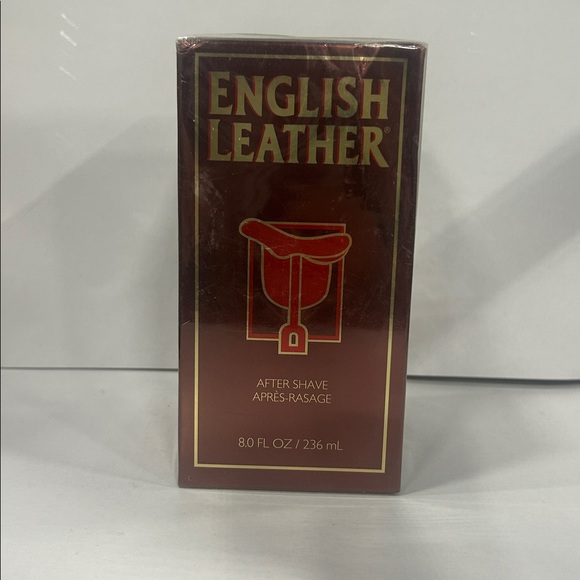 ENGLISH
LEATHER®
AFTER SHAVE
APRÈS-RASAGE
8.0 FL OZ / 236 mL